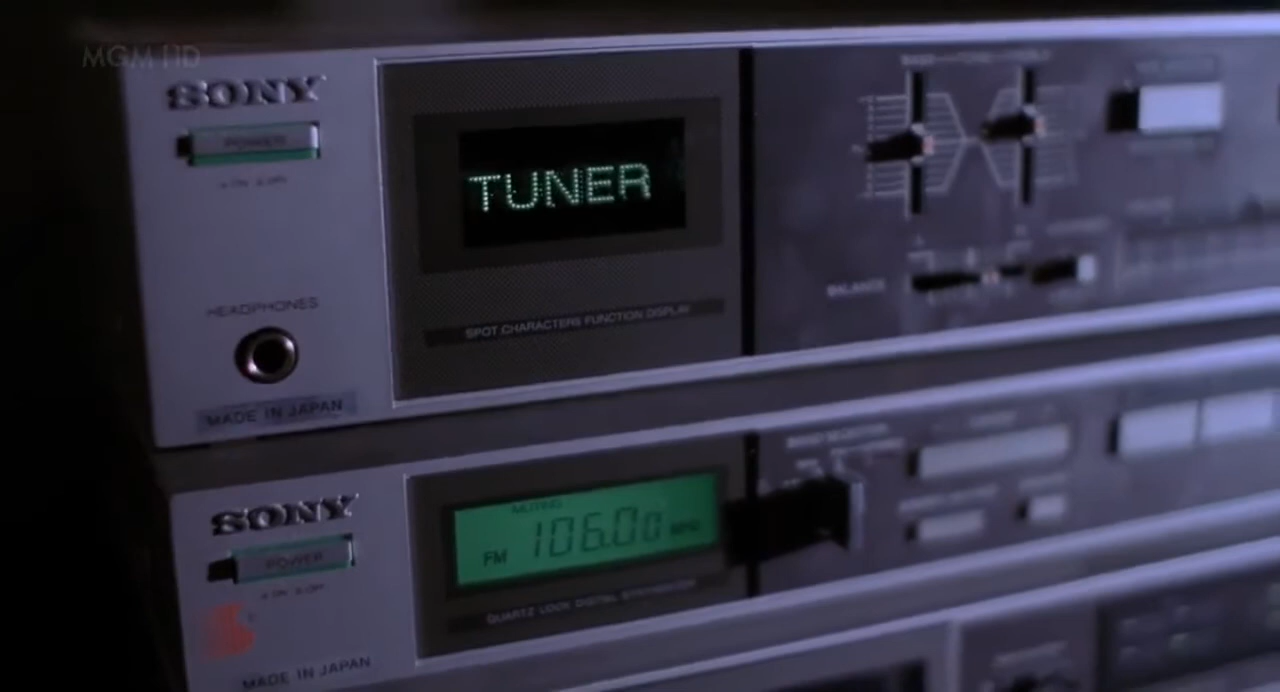 MGM HD
SONY
POWER
HEADPHONES
MADE IN JAPAN
TUNER
SPOT CHARACTERS FUNCTION DISPLAY
BALANCE
SONY
POWER
MADE IN JAPAN
MUTING
FM 106.00 MHz
QUARTZ LOCK DIGITAL SYNTHESIZER